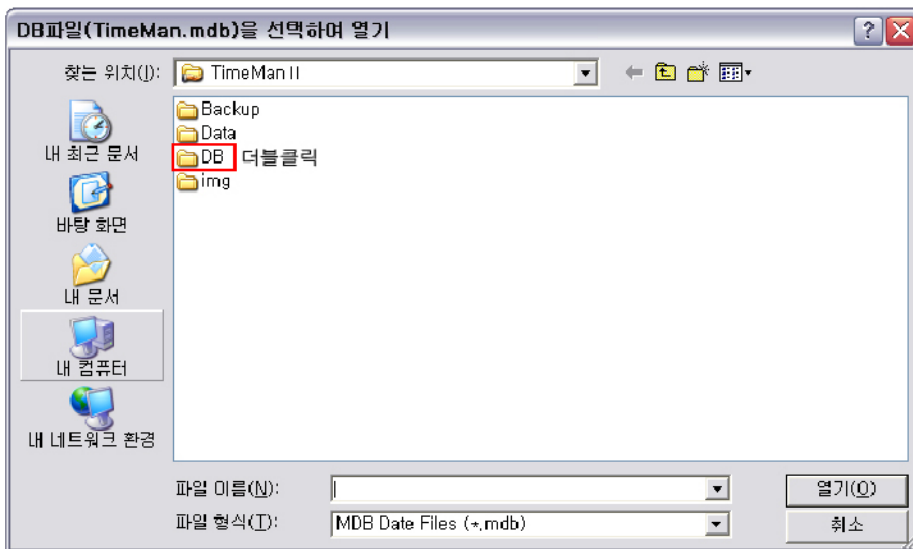 DB파일(TimeMan.mdb)을 선택하여 열기
찾는 위치(I):
TimeMan II
내 최근 문서
바탕 화면
내 문서
내 컴퓨터
내 네트워크 환경
Backup
Data
DB 더블클릭
img
파일 이름(N):
열기(O)
파일 형식(T):
MDB Date Files (*.mdb)
취소